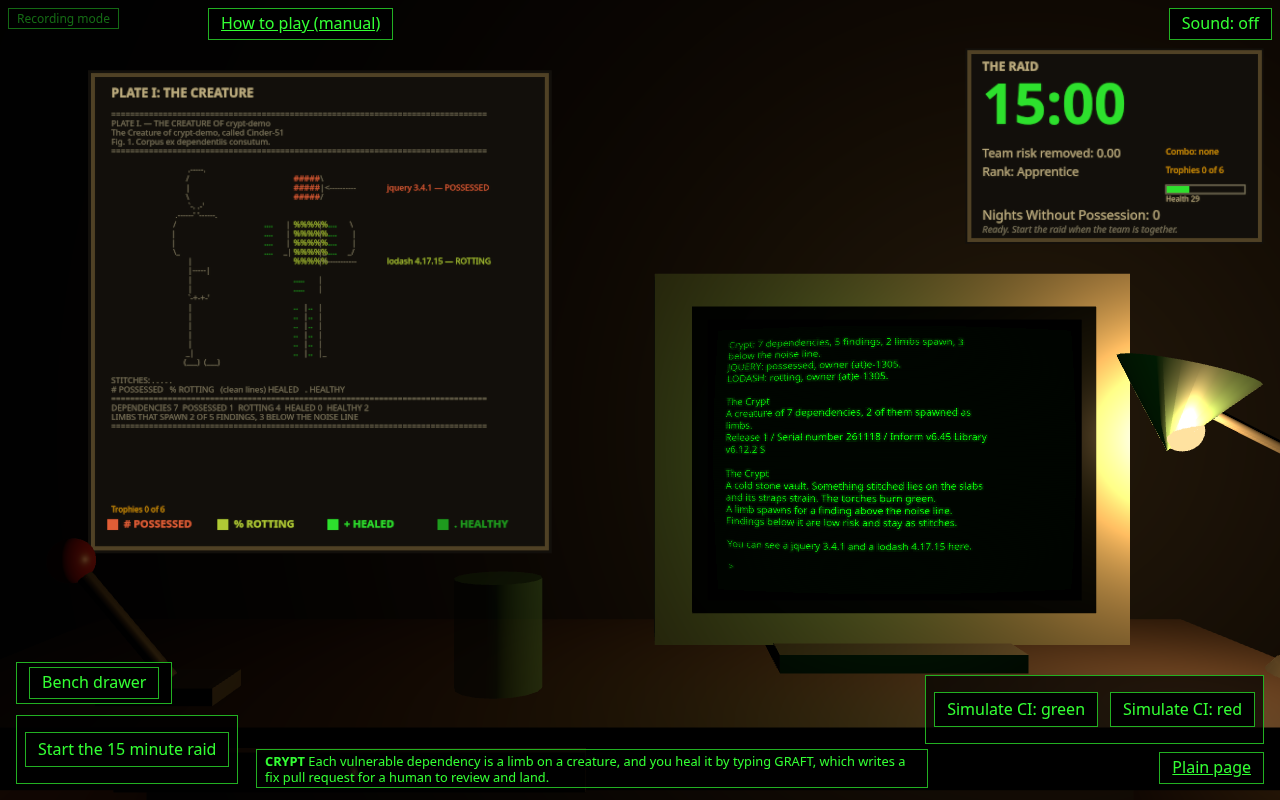 Recording mode
How to play (manual)
Sound: off
PLATE I: THE CREATURE
PLATE I. — THE CREATURE OF crypt-demo
The Creature of crypt-demo, called Cinder-51
Fig. 1. Corpus ex dependentiis consutum.
jquery 3.4.1 — POSSESSED
lodash 4.17.15 — ROTTING
STITCHES: . . . . .
# POSSESSED % ROTTING (clean lines) HEALED . HEALTHY
DEPENDENCIES 7 POSSESSED 1 ROTTING 4 HEALED 0 HEALTHY 2
LIMBS THAT SPAWN 2 OF 5 FINDINGS, 3 BELOW THE NOISE LINE
Trophies 0 of 6
# POSSESSED % ROTTING + HEALED . HEALTHY
THE RAID
15:00
Team risk removed: 0.00
Combo: none
Rank: Apprentice
Trophies 0 of 6
Health 29
Nights Without Possession: 0
Ready. Start the raid when the team is together.
Crypt: 7 dependencies, 5 findings, 2 limbs spawn, 3
below the noise line.
JQUERY: possessed, owner (at)e-1305.
LODASH: rotting, owner (at)e-1305.
The Crypt
A creature of 7 dependencies, 2 of them spawned as
limbs.
Release 1 / Serial number 261118 / Inform v6.45 Library
v6.12.2 S
The Crypt
A cold stone vault. Something stitched lies on the slabs
and its straps strain. The torches burn green.
A limb spawns for a finding above the noise line.
Findings below it are low risk and stay as stitches.
You can see a jquery 3.4.1 and a lodash 4.17.15 here.
>
Bench drawer
Start the 15 minute raid
CRYPT Each vulnerable dependency is a limb on a creature, and you heal it by typing GRAFT, which writes a
fix pull request for a human to review and land.
Simulate CI: green
Simulate CI: red
Plain page